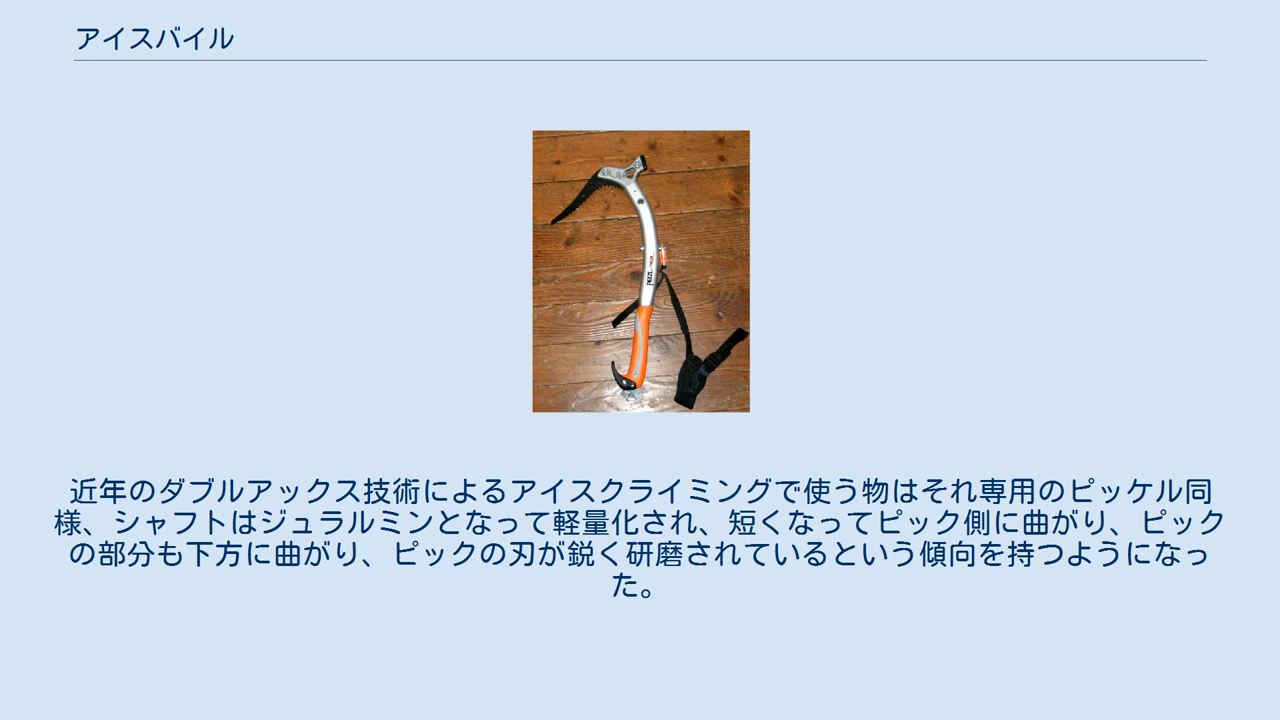 アイスバイル
PETZL
近年のダブルアックス技術によるアイスクライミングで使う物はそれ専用のピッケル同
様、シャフトはジュラルミンとなって軽量化され、短くなってピック側に曲がり、ピック
の部分も下方に曲がり、ピックの刃が鋭く研磨されているという傾向を持つようになっ
た。